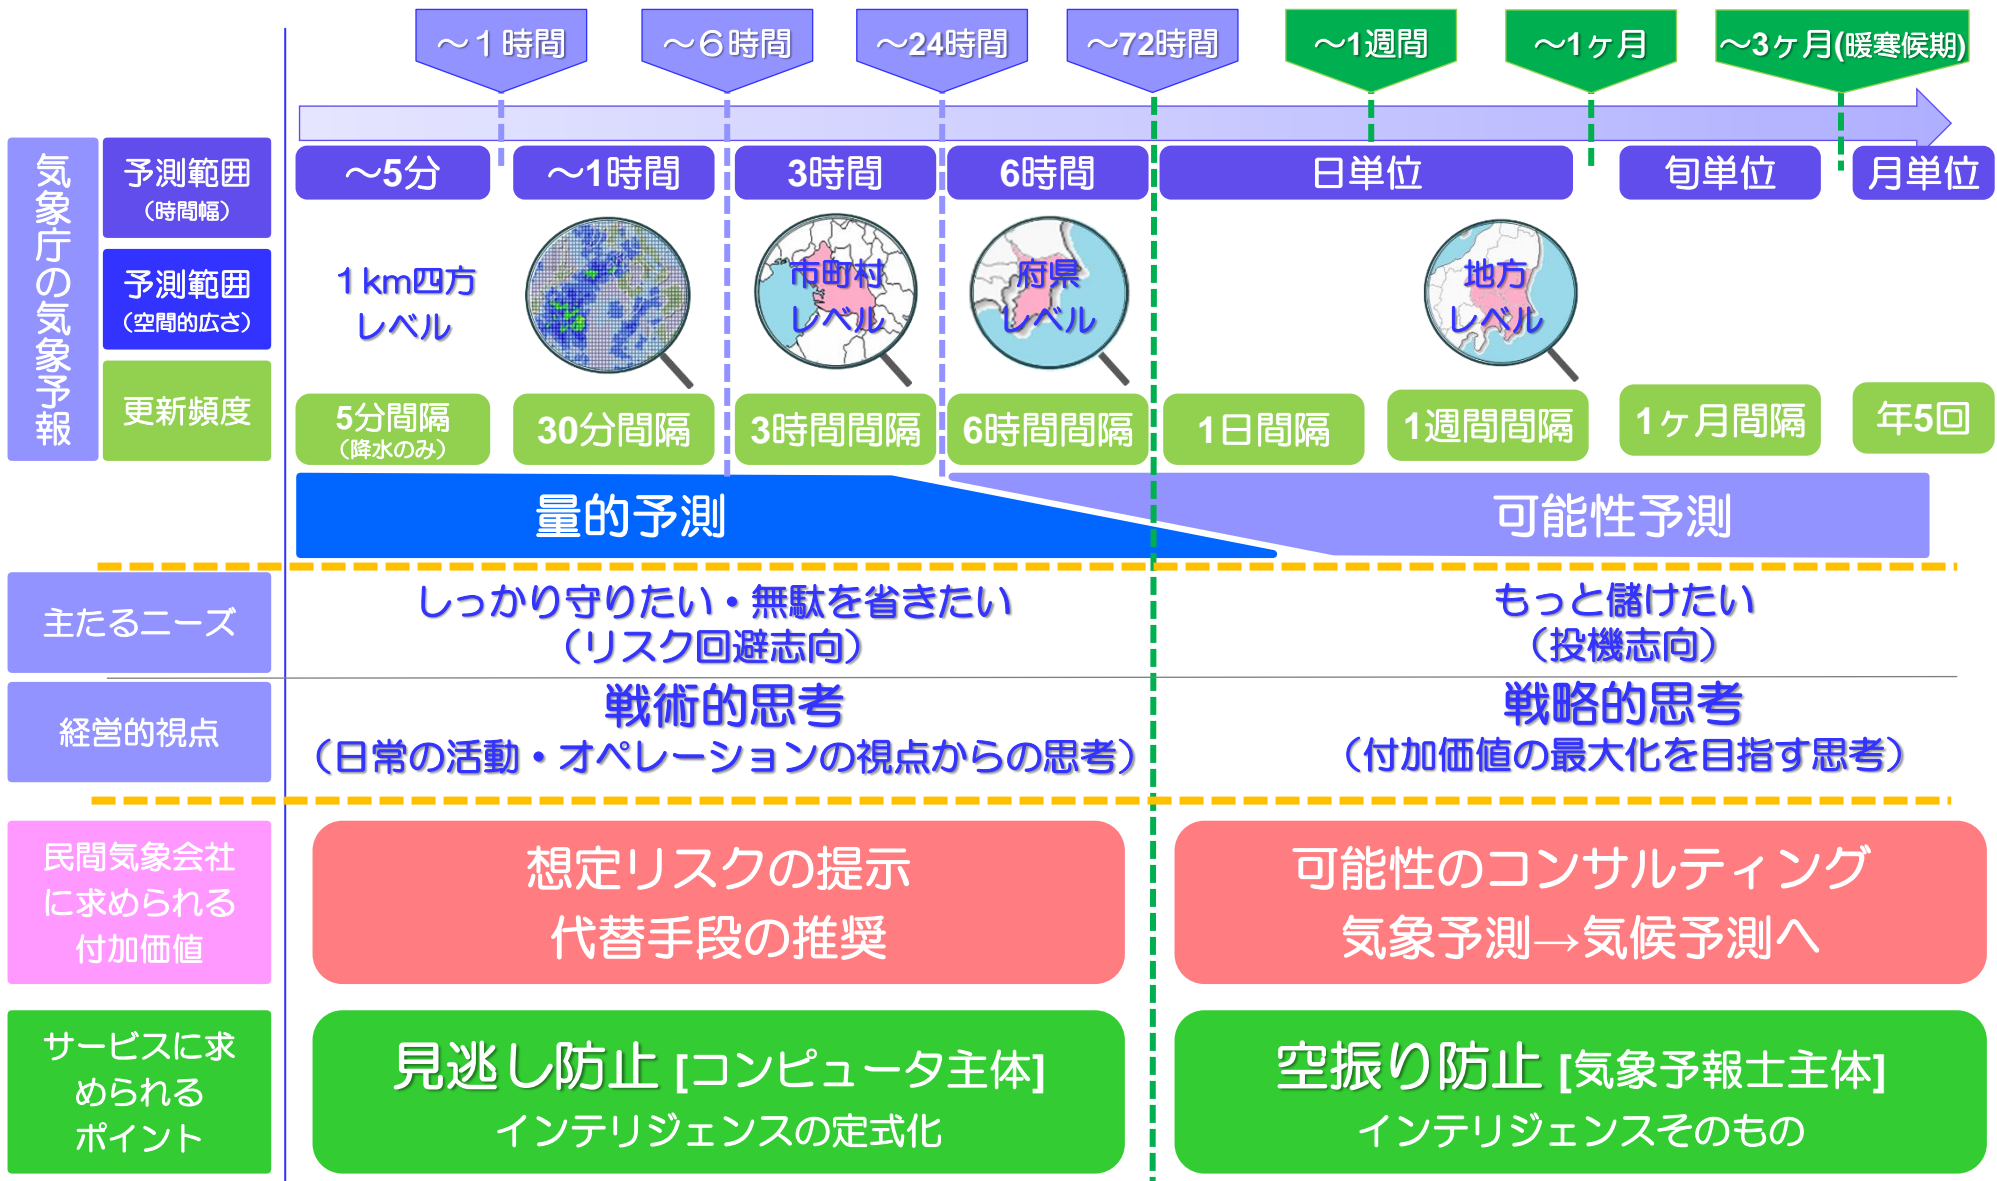 ～１時間
～６時間
～24時間
～72時間
～1週間
～1ヶ月
～3ヶ月(暖寒候期)
気象庁の気象予報
予測範囲
（時間幅）
～5分
～1時間
3時間
6時間
日単位
旬単位
月単位
予測範囲
（空間的広さ）
１km四方
レベル
市町村
レベル
府県
レベル
地方
レベル
更新頻度
5分間隔
（降水のみ）
30分間隔
3時間間隔
6時間間隔
1日間隔
1週間間隔
1ヶ月間隔
年5回
量的予測
可能性予測
主たるニーズ
しっかり守りたい・無駄を省きたい
（リスク回避志向）
もっと儲けたい
（投機志向）
経営的視点
戦術的思考
（日常の活動・オペレーションの視点からの思考）
戦略的思考
（付加価値の最大化を目指す思考）
民間気象会社
に求められる
付加価値
想定リスクの提示
代替手段の推奨
可能性のコンサルティング
気象予測→気候予測へ
サービスに求
められる
ポイント
見逃し防止 [コンピュータ主体]
インテリジェンスの定式化
空振り防止 [気象予報士主体]
インテリジェンスそのもの